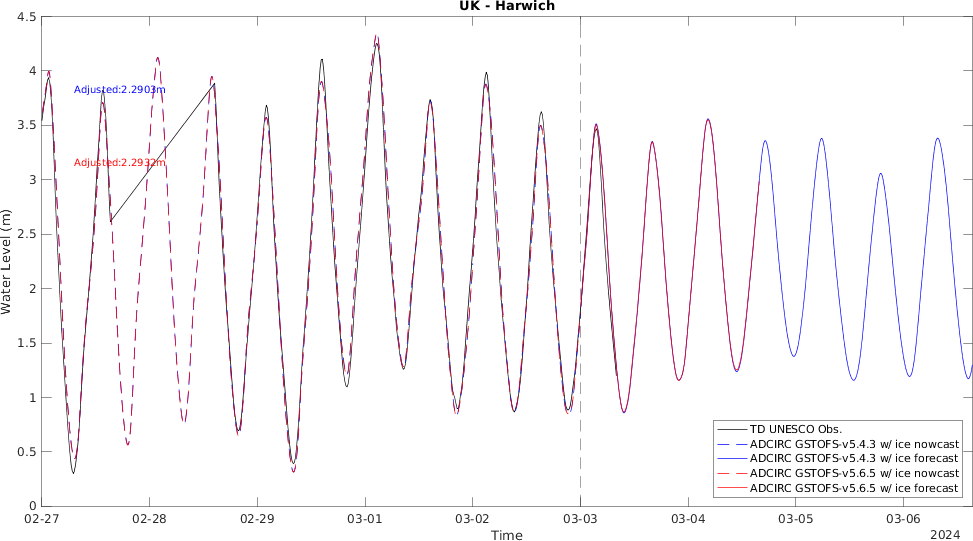 UK - Harwich
4.5
4
3.5
3
2.5
2
1.5
1
0.5
0
Water Level (m)
Adjusted:2.2903m
Adjusted:2.2932m
TD UNESCO Obs.
ADCIRC GSTOFS-v5.4.3 w/ ice nowcast
ADCIRC GSTOFS-v5.4.3 w/ ice forecast
ADCIRC GSTOFS-v5.6.5 w/ ice nowcast
ADCIRC GSTOFS-v5.6.5 w/ ice forecast
02-27 02-28 02-29 03-01 03-02 03-03 03-04 03-05 03-06
Time
2024